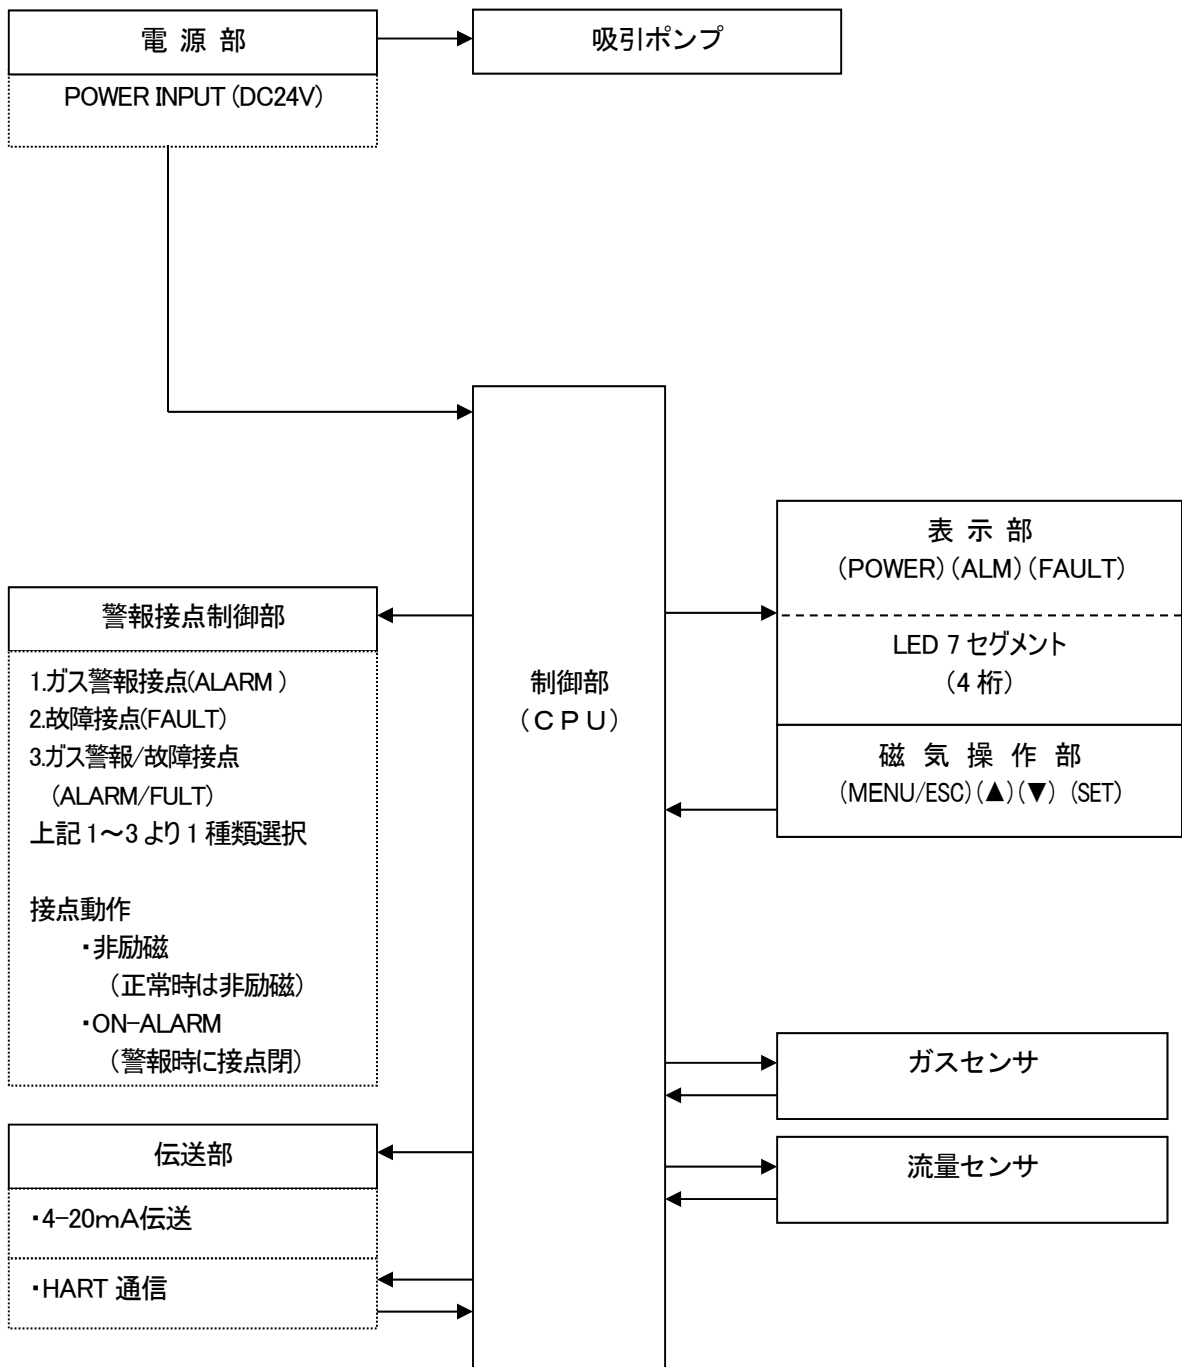 電 源 部
POWER INPUT (DC24V)
吸引ポンプ
制御部
(ＣＰＵ)
表 示 部
(POWER) (ALM) (FAULT)
LED 7 セグメント
(4 桁)
磁 気 操 作 部
(MENU/ESC) (▲) (▼) (SET)
警報接点制御部
1.ガス警報接点(ALARM )
2.故障接点(FAULT)
3.ガス警報/故障接点
(ALARM/FULT)
上記 1～3 より 1 種類選択
接点動作
・非励磁
(正常時は非励磁)
・ON-ALARM
(警報時に接点閉)
ガスセンサ
流量センサ
伝送部
・4-20ｍＡ伝送
・HART 通信